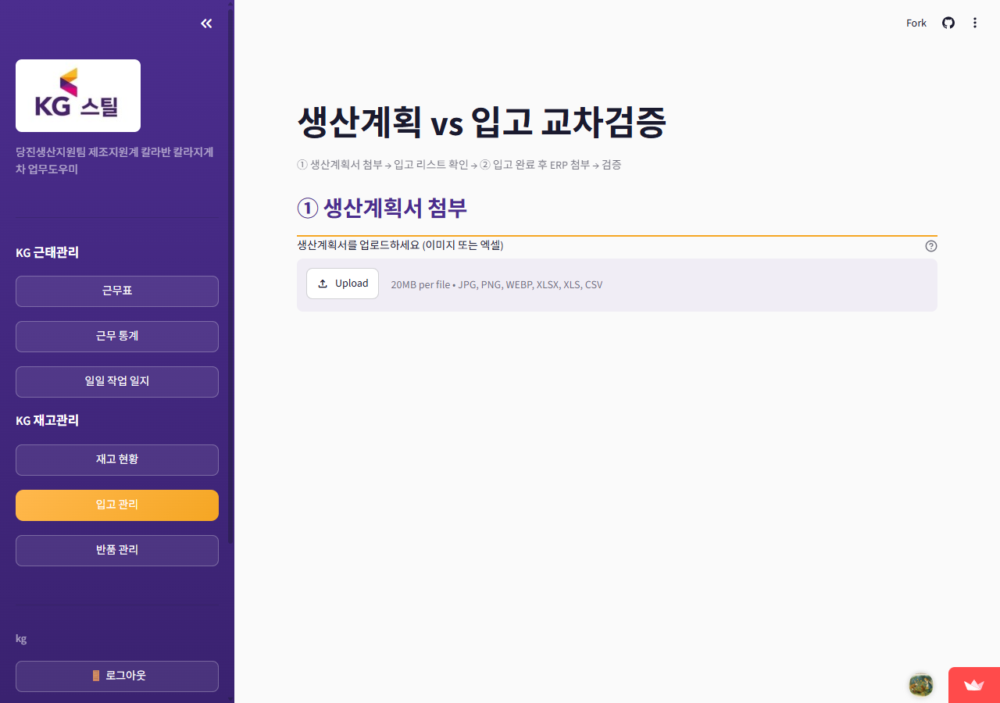 Fork
KG 스틸
당진생산지원팀 제조지원계 칼라반 칼라지게
차 업무도우미
KG 근태관리
근무표
근무 통계
일일 작업 일지
KG 재고관리
재고 현황
입고 관리
반품 관리
kg
로그아웃
생산계획 vs 입고 교차검증
① 생산계획서 첨부 → 입고 리스트 확인 → ② 입고 완료 후 ERP 첨부 → 검증
① 생산계획서 첨부
생산계획서를 업로드하세요 (이미지 또는 엑셀)
Upload
20MB per file • JPG, PNG, WEBP, XLSX, XLS, CSV